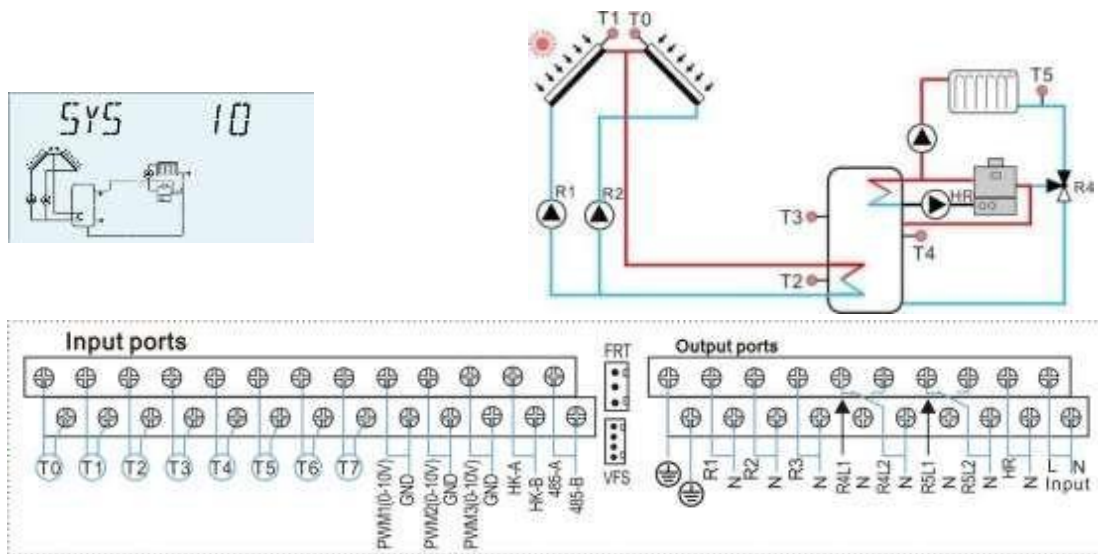 SYS 10
T1 T0
T5
R1
R2
HR
R4
T3
T4
T2
Input ports
FRT
Output ports
VFS
T0 T1 T2 T3 T4 T5 T6 T7
PWM1(0-10V)
GND
PWM2(0-10V)
GND
PWM3(0-10V)
GND
HK-A
HK-B
485-A
485-B
R1
N
R2
N
R3
N
R4L1
N
R4L2
N
R5L1
N
R5L2
N
HR
N
L N
Input